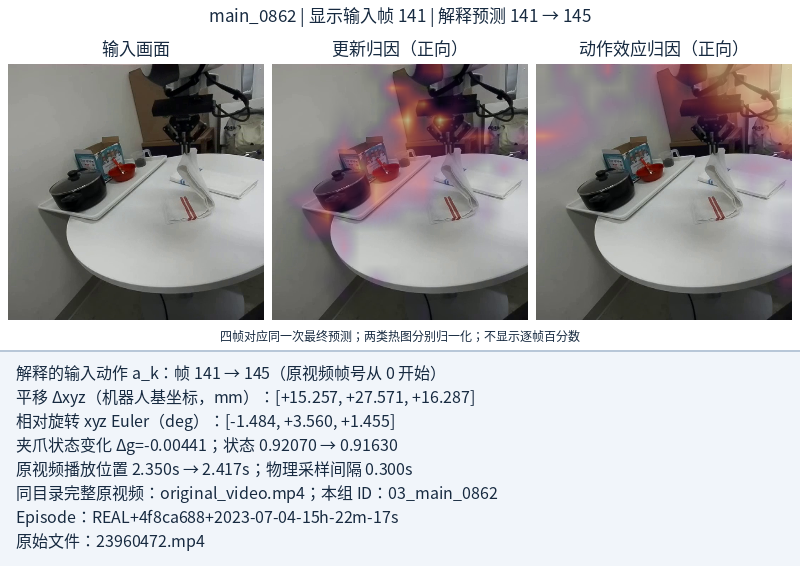 main_0862 | 显示输入帧 141 | 解释预测 141 → 145
输入画面
更新归因（正向）
动作效应归因（正向）
四帧对应同一次最终预测；两类热图分别归一化；不显示逐帧百分数
解释的输入动作 a_k：帧 141 → 145（原视频帧号从 0 开始）
平移 Δxyz（机器人基坐标，mm）：[+15.257, +27.571, +16.287]
相对旋转 xyz Euler（deg）：[-1.484, +3.560, +1.455]
夹爪状态变化 Δg=-0.00441；状态 0.92070 → 0.91630
原视频播放位置 2.350s → 2.417s；物理采样间隔 0.300s
同目录完整原视频：original_video.mp4；本组 ID：03_main_0862
Episode：REAL+4f8ca688+2023-07-04-15h-22m-17s
原始文件：23960472.mp4